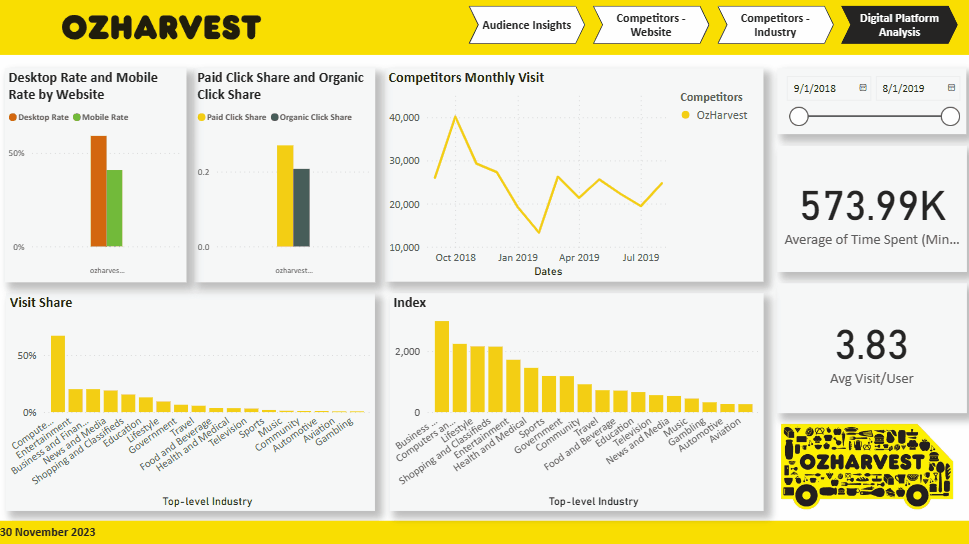 OZHARVEST
Audience Insights
Competitors -
Website
Competitors -
Industry
Digital Platform
Analysis
Desktop Rate and Mobile
Rate by Website
Desktop Rate Mobile Rate
50%
0%
ozharves...
Paid Click Share and Organic
Click Share
Paid Click Share Organic Click Share
0.2
0.0
ozharvest...
Competitors Monthly Visit
Competitors
OzHarvest
40,000
30,000
20,000
10,000
Oct 2018 Jan 2019 Apr 2019 Jul 2019
Dates
9/1/2018 8/1/2019
573.99K
Average of Time Spent (Min...
3.83
Avg Visit/User
Visit Share
50%
0%
Compute...
Entertainment
Business and Finan...
News and Media
Shopping and Classifieds
Education
Lifestyle
Government
Travel
Food and Beverage
Health and Medical
Television
Sports
Music
Community
Automotive
Aviation
Gambling
Top-level Industry
Index
2,000
0
Business ...
Computers an...
Lifestyle
Shopping and Classifieds
Entertainment
Health and Medical
Sports
Government
Community
Travel
Food and Beverage
Education
Television
News and Media
Music
Gambling
Automotive
Aviation
Top-level Industry
OZHARVEST
30 November 2023